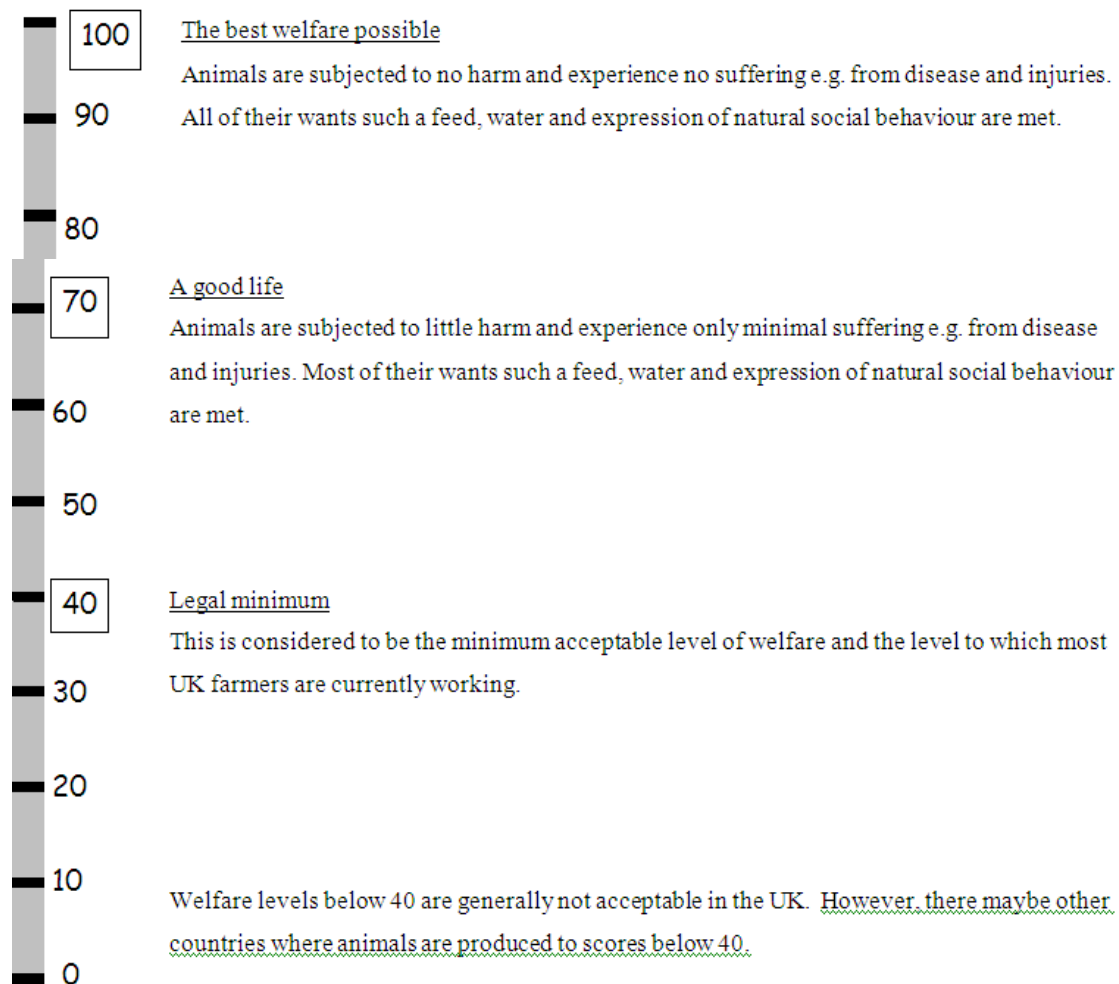 100
The best welfare possible
Animals are subjected to no harm and experience no suffering e.g. from disease and injuries.
90
All of their wants such a feed, water and expression of natural social behaviour are met.
80
A good life
70
Animals are subjected to little harm and experience only minimal suffering e.g. from disease
and injuries. Most of their wants such a feed, water and expression of natural social behaviour
60
are met.
50
40
Legal minimum
This is considered to be the minimum acceptable level of welfare and the level to which most
30
UK farmers are currently working.
20
10
Welfare levels below 40 are generally not acceptable in the UK. However, there maybe other
countries where animals are produced to scores below 40.
0